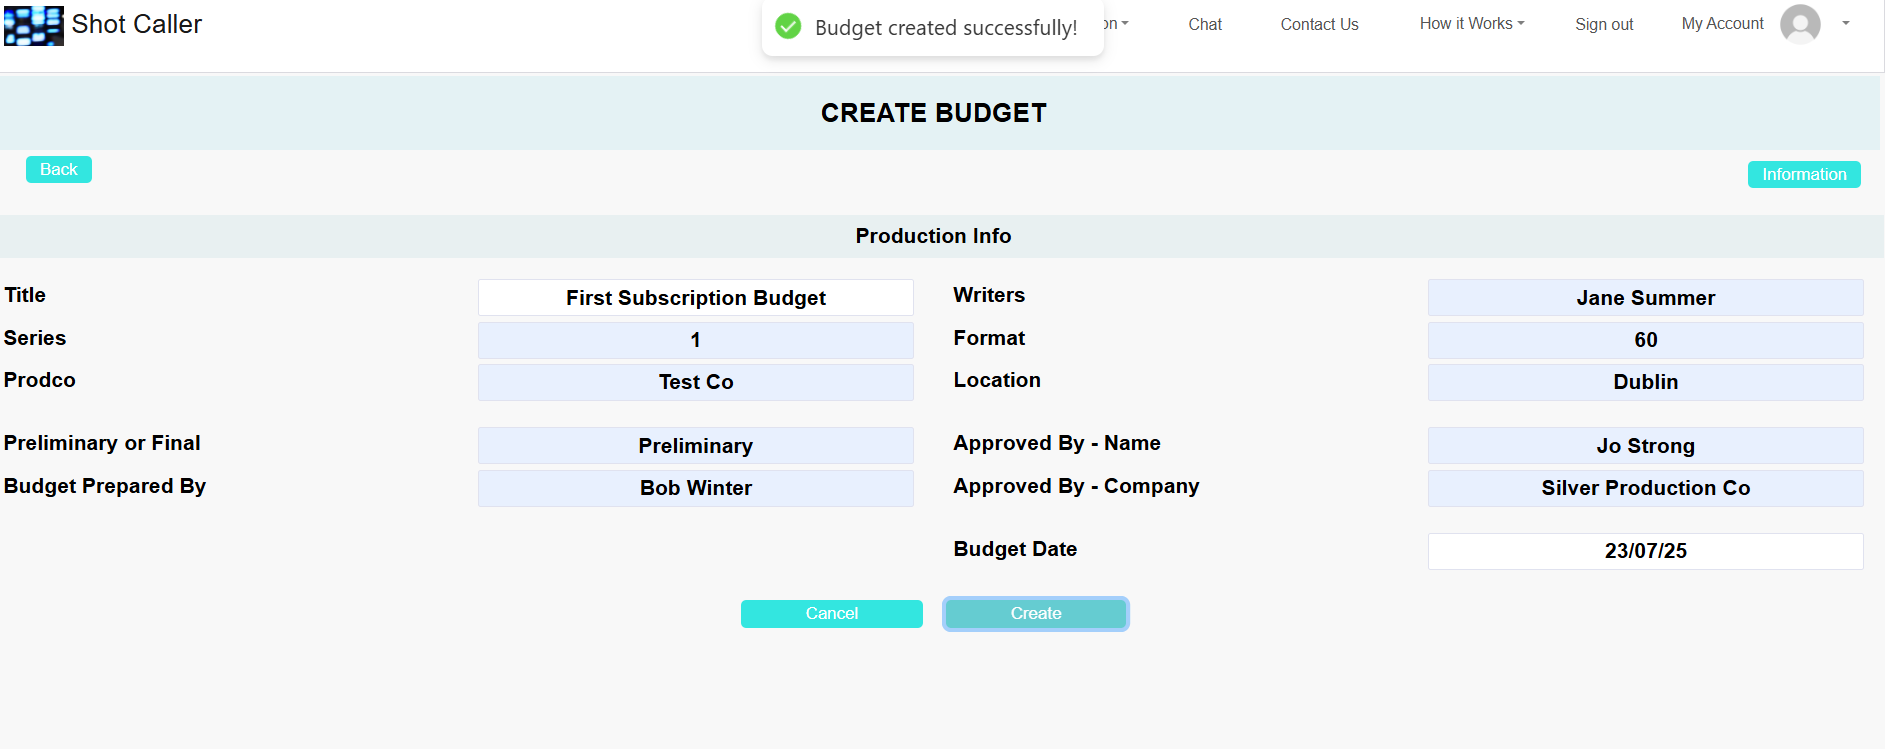 Shot Caller
Budget created successfully!
Chat
Contact Us
How it Works
Sign out
My Account
CREATE BUDGET
Back
Information
Production Info
Title
First Subscription Budget
Writers
Jane Summer
Series
1
Format
60
Prodco
Test Co
Location
Dublin
Preliminary or Final
Preliminary
Approved By - Name
Jo Strong
Budget Prepared By
Bob Winter
Approved By - Company
Silver Production Co
Budget Date
23/07/25
Cancel
Create